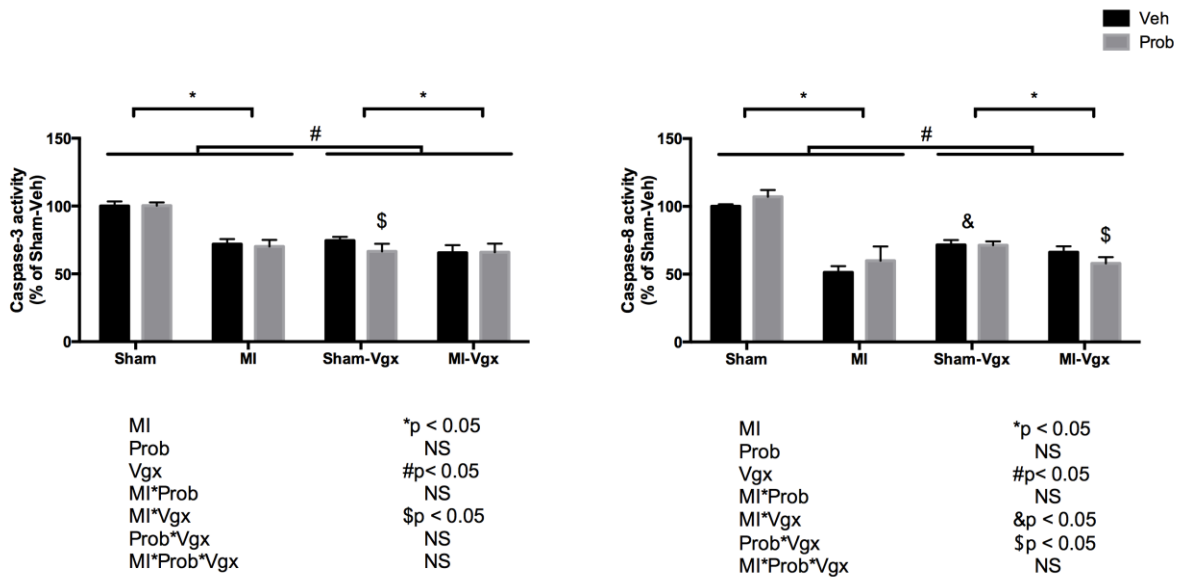 Veh
Prob
*
*
#
150
100
50
0
Caspase-3 activity
(% of Sham-Veh)
$
Sham
MI
Sham-Vgx
MI-Vgx
MI *p < 0.05
Prob NS
Vgx #p< 0.05
MI*Prob NS
MI*Vgx $p < 0.05
Prob*Vgx NS
MI*Prob*Vgx NS
*
*
#
150
100
50
0
Caspase-8 activity
(% of Sham-Veh)
&
$
Sham
MI
Sham-Vgx
MI-Vgx
MI *p < 0.05
Prob NS
Vgx #p< 0.05
MI*Prob NS
MI*Vgx &p < 0.05
Prob*Vgx $p < 0.05
MI*Prob*Vgx NS